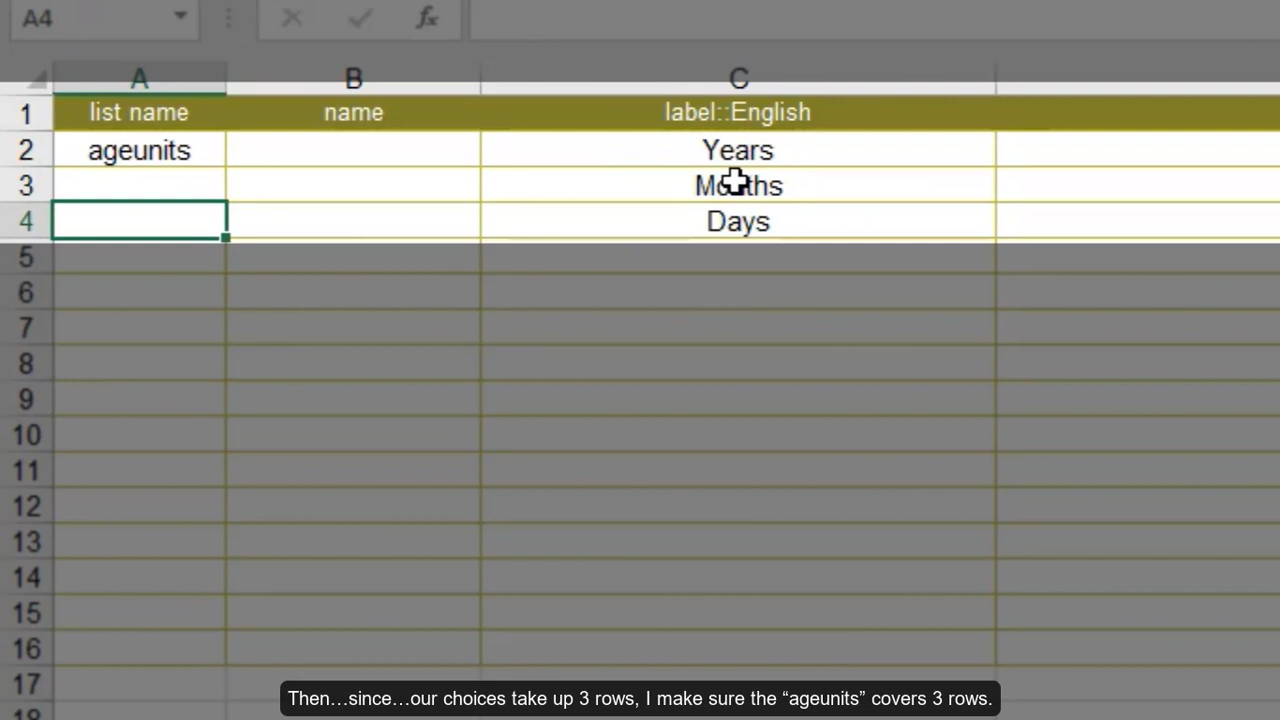 A4 fx
A B C
1 list name name label::English
2 ageunits Years
3 Months
4 Days
5
6
7
8
9
10
11
12
13
14
15
16
17
18
Then…since…our choices take up 3 rows, I make sure the “ageunits” covers 3 rows.